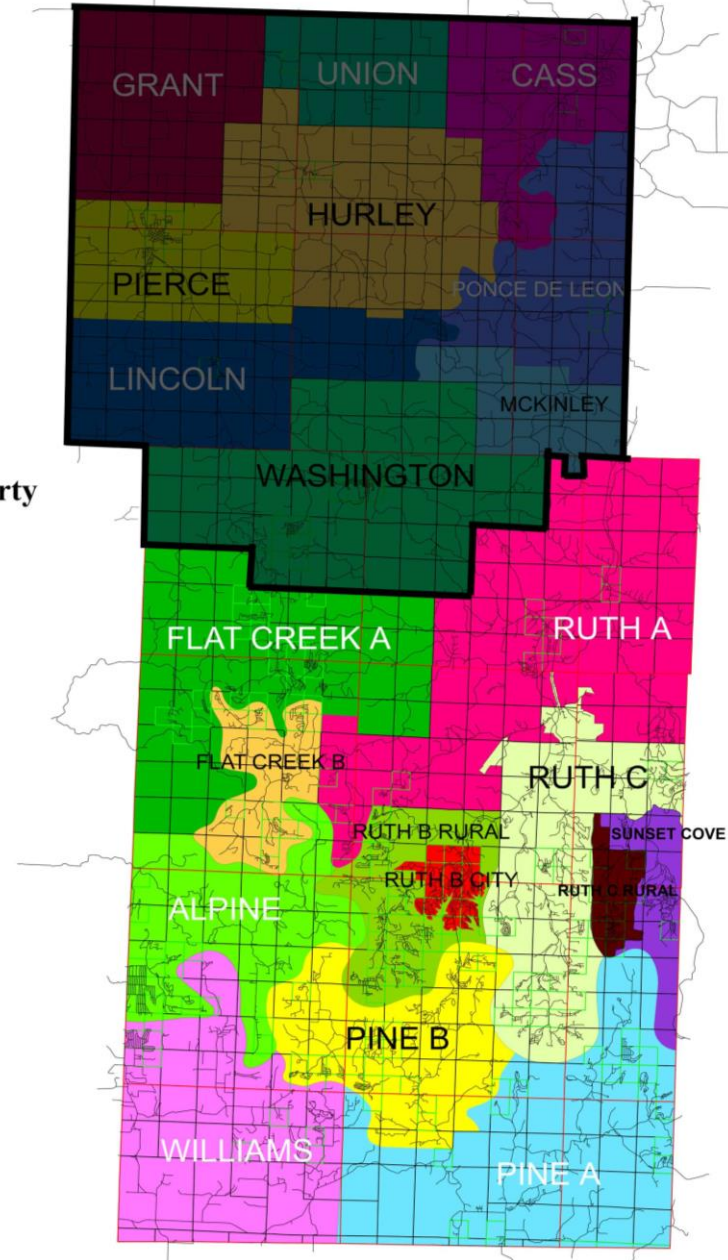 GRANT
UNION
CASS
HURLEY
PIERCE
PONCE DE LEON
LINCOLN
MCKINLEY
WASHINGTON
rty
RUTH A
FLAT CREEK A
FLAT CREEK B
RUTH C
RUTH B RURAL
SUNSET COVE
RUTH B CITY
RUTH C RURAL
ALPINE
PINE B
WILLIAMS
PINE A